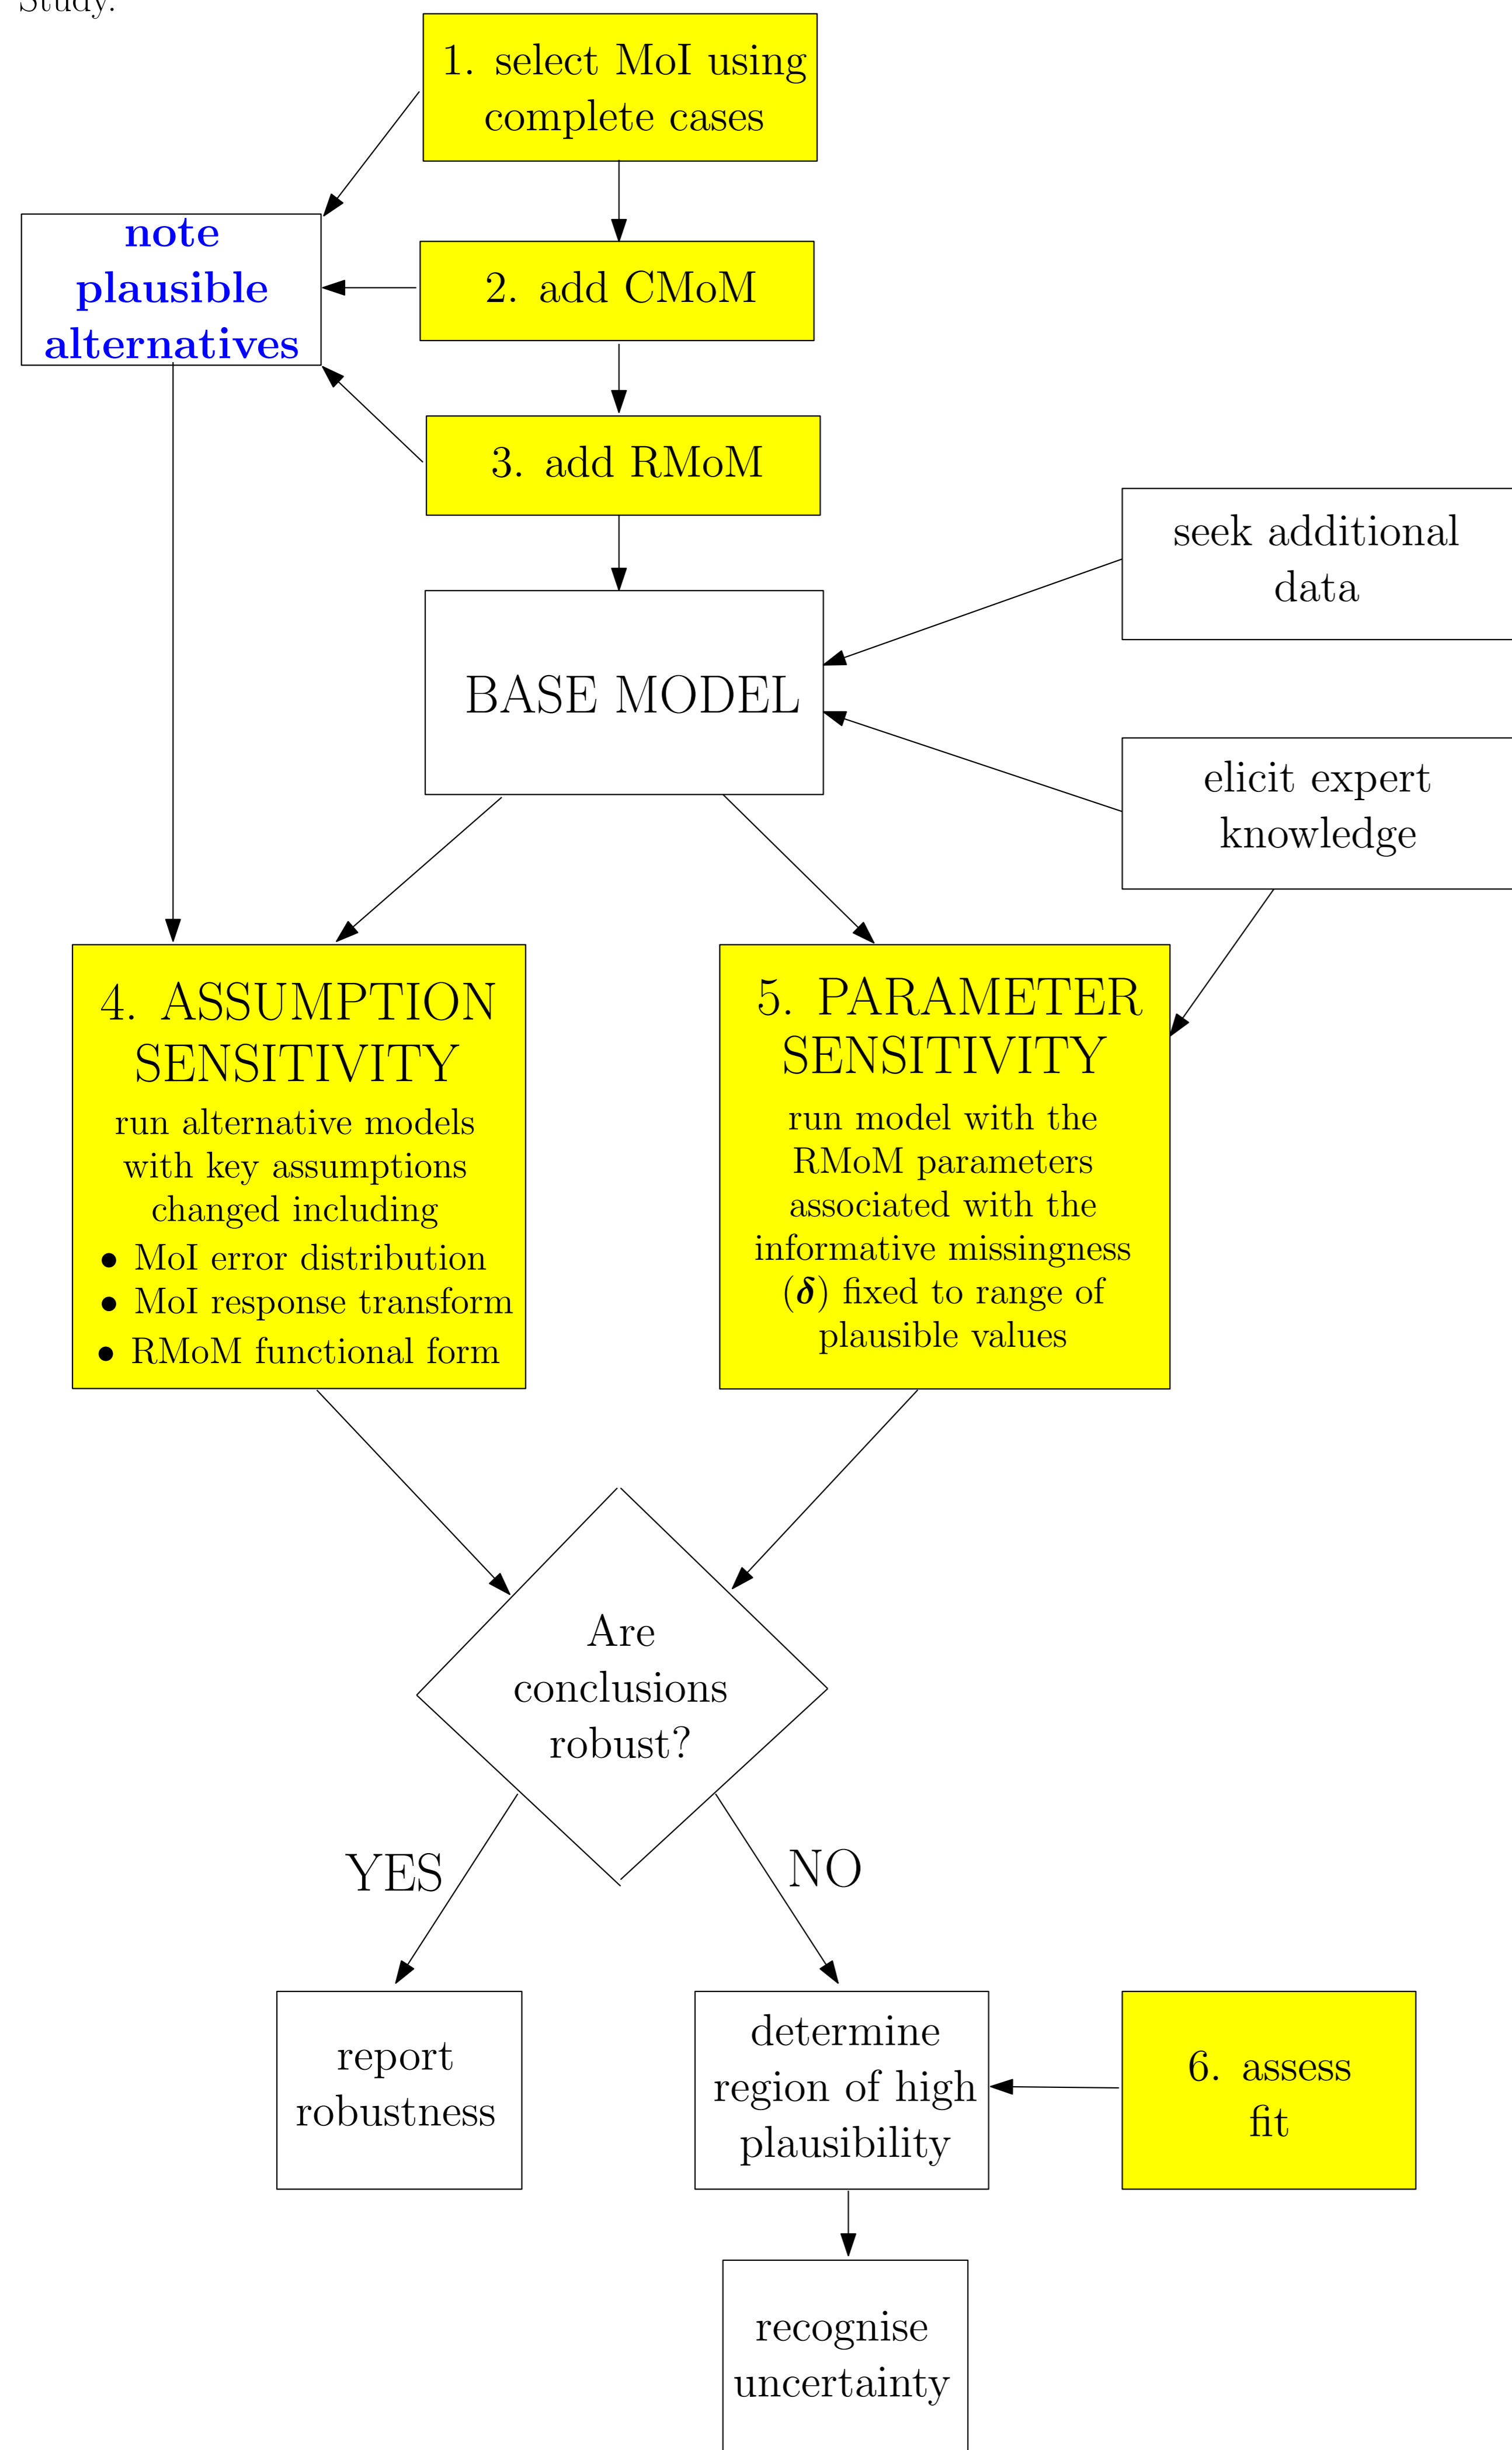 Study.
1. select MoI using
complete cases
note
plausible
alternatives
2. add CMoM
3. add RMoM
seek additional
data
BASE MODEL
elicit expert
knowledge
4. ASSUMPTION
SENSITIVITY
run alternative models
with key assumptions
changed including
• MoI error distribution
• MoI response transform
• RMoM functional form
5. PARAMETER
SENSITIVITY
run model with the
RMoM parameters
associated with the
informative missingness
(δ) fixed to range of
plausible values
Are
conclusions
robust?
YES
NO
report
robustness
determine
region of high
plausibility
6. assess
fit
recognise
uncertainty